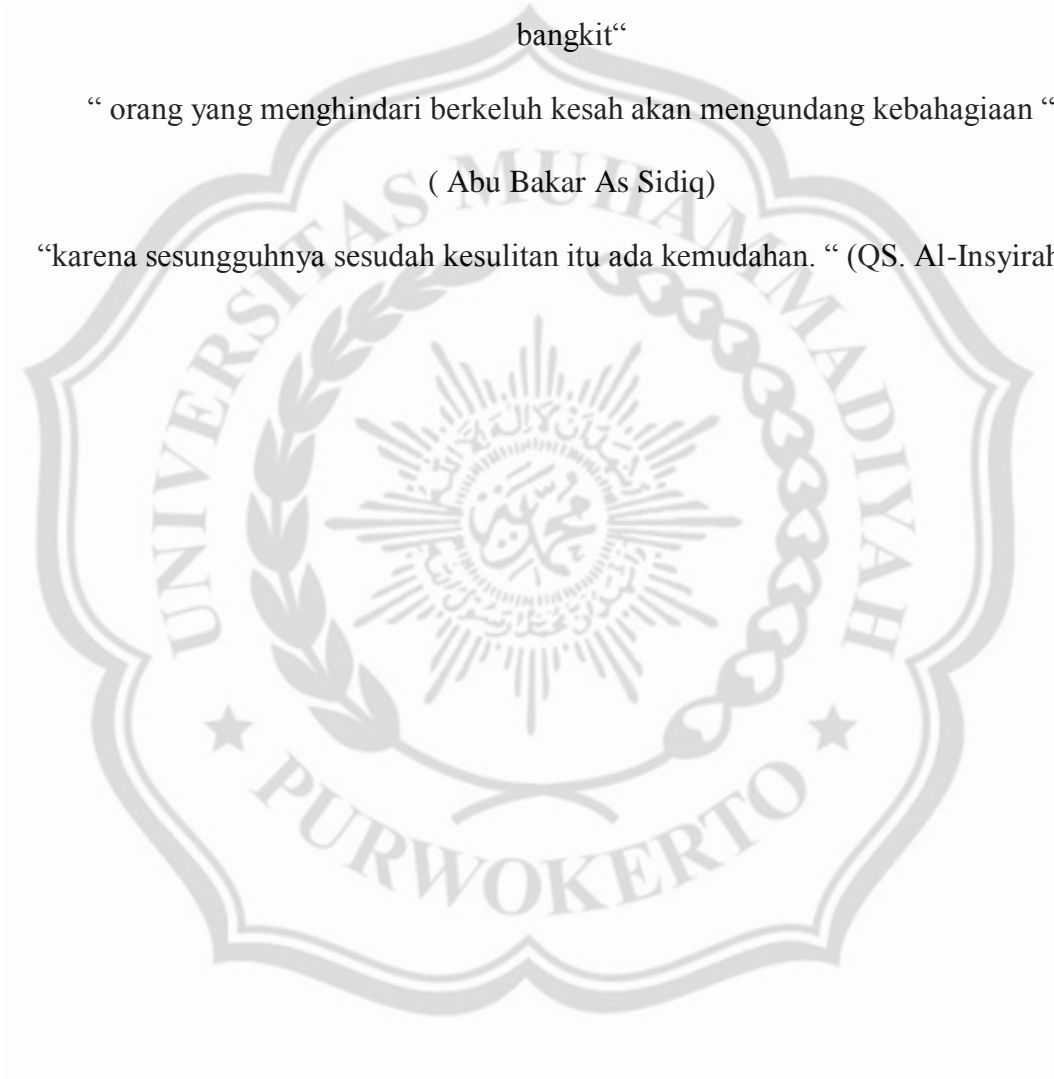 bangkit“
“ orang yang menghindari berkeluh kesah akan mengundang kebahagiaan “
( Abu Bakar As Sidiq)
“karena sesungguhnya sesudah kesulitan itu ada kemudahan. “ (QS. Al-Insyirah
UNIVERSITAS MUHAMMADIYAH
PURWOKERTO